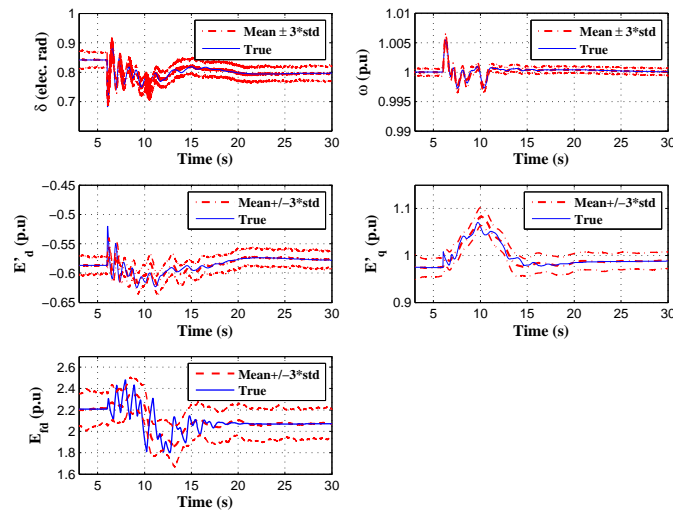 1
0.9
0.8
0.7
δ (elec. rad)
5 10 15 20 25 30
Time (s)
Mean ± 3*std
True
1.01
1.005
1
0.995
0.99
ω (p.u)
5 10 15 20 25 30
Time (s)
Mean ± 3*std
True
−0.45
−0.5
−0.55
−0.6
−0.65
E'd (p.u)
5 10 15 20 25 30
Time (s)
Mean+/−3*std
True
1.1
1
0.9
E'q (p.u)
5 10 15 20 25 30
Time (s)
Mean+/−3*std
True
2.6
2.4
2.2
2
1.8
1.6
Efd (p.u)
5 10 15 20 25 30
Time (s)
Mean+/−3*std
True